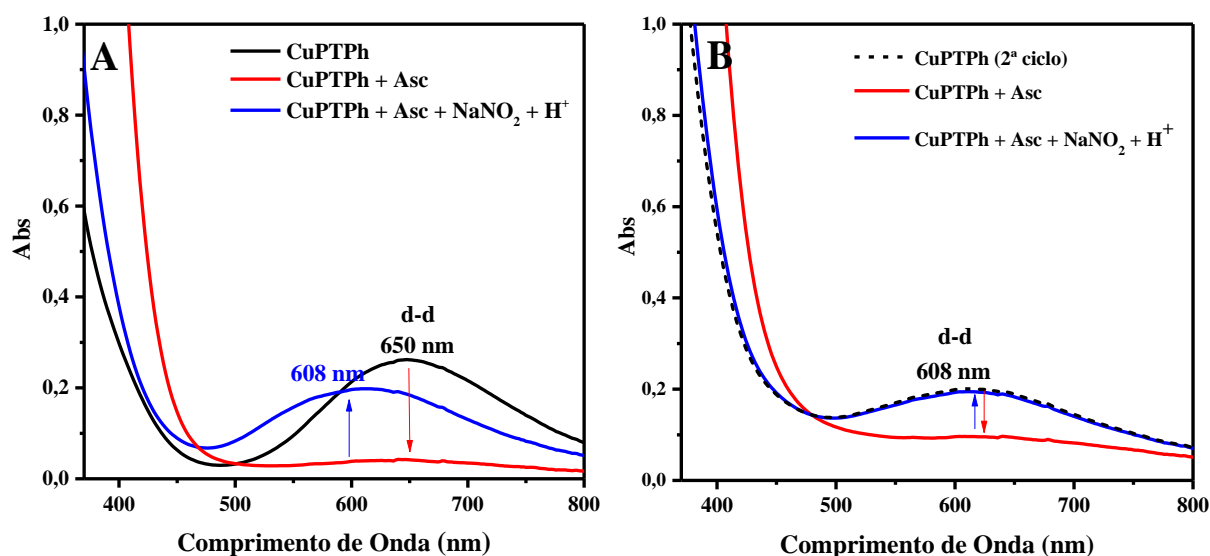 A
CuPTPh
CuPTPh + Asc
CuPTPh + Asc + NaNO₂ + H⁺
d-d
650 nm
608 nm
1,0
0,8
0,6
0,4
0,2
0,0
Abs
400 500 600 700 800
Comprimento de Onda (nm)
B
CuPTPh (2ª ciclo)
CuPTPh + Asc
CuPTPh + Asc + NaNO₂ + H⁺
d-d
608 nm
1,0
0,8
0,6
0,4
0,2
0,0
Abs
400 500 600 700 800
Comprimento de Onda (nm)